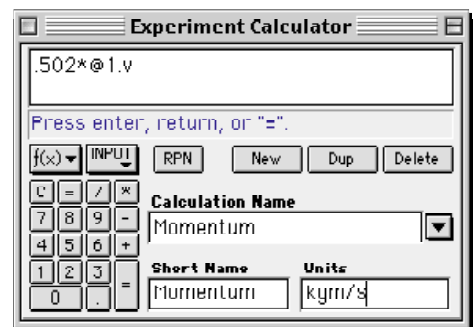 Experiment Calculator
.502*@1.v
Press enter, return, or "=".
f(x) INPUT RPN New Dup Delete
C = / *
7 8 9 -
4 5 6 +
1 2 3 =
0 .
Calculation Name
Momentum
Short Name Units
Momentum kgm/s